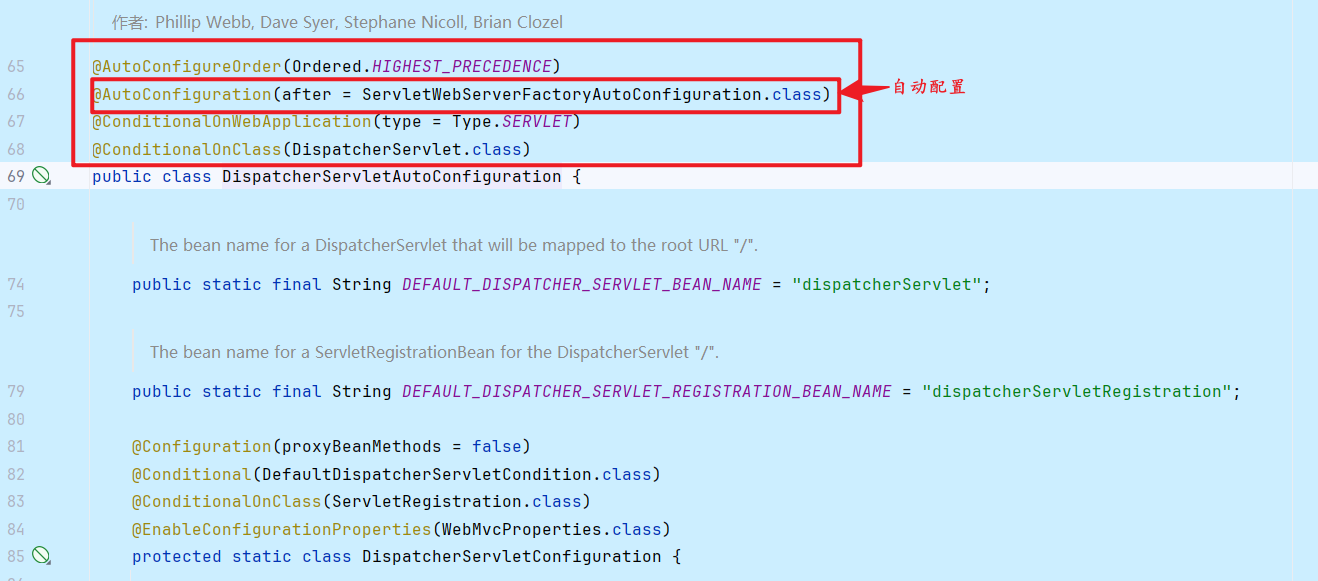 作者: Phillip Webb, Dave Syer, Stephane Nicoll, Brian Clozel
65 @AutoConfigureOrder(Ordered.HIGHEST_PRECEDENCE)
66 @AutoConfiguration(after = ServletWebServerFactoryAutoConfiguration.class) 自动配置
67 @ConditionalOnWebApplication(type = Type.SERVLET)
68 @ConditionalOnClass(DispatcherServlet.class)
69 public class DispatcherServletAutoConfiguration {
70
The bean name for a DispatcherServlet that will be mapped to the root URL "/".
74 public static final String DEFAULT_DISPATCHER_SERVLET_BEAN_NAME = "dispatcherServlet";
75
The bean name for a ServletRegistrationBean for the DispatcherServlet "/".
79 public static final String DEFAULT_DISPATCHER_SERVLET_REGISTRATION_BEAN_NAME = "dispatcherServletRegistration";
80
81 @Configuration(proxyBeanMethods = false)
82 @Conditional(DefaultDispatcherServletCondition.class)
83 @ConditionalOnClass(ServletRegistration.class)
84 @EnableConfigurationProperties(WebMvcProperties.class)
85 protected static class DispatcherServletConfiguration {